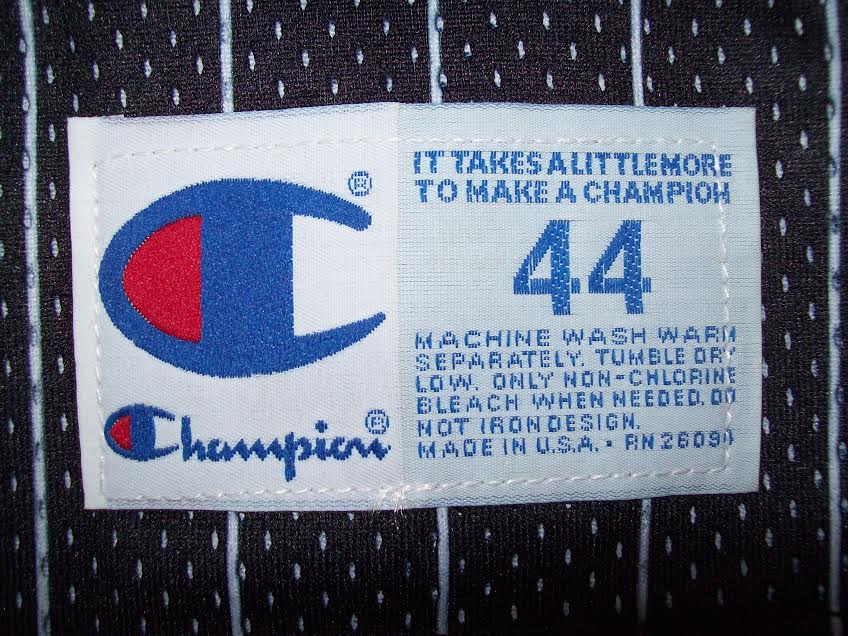 ®
Champion®
IT TAKES A LITTLE MORE
TO MAKE A CHAMPION
44
MACHINE WASH WARM
SEPARATELY. TUMBLE DRY
LOW. ONLY NON-CHLORINE
BLEACH WHEN NEEDED. DO
NOT IRON DESIGN.
MADE IN U.S.A. • RN 26094